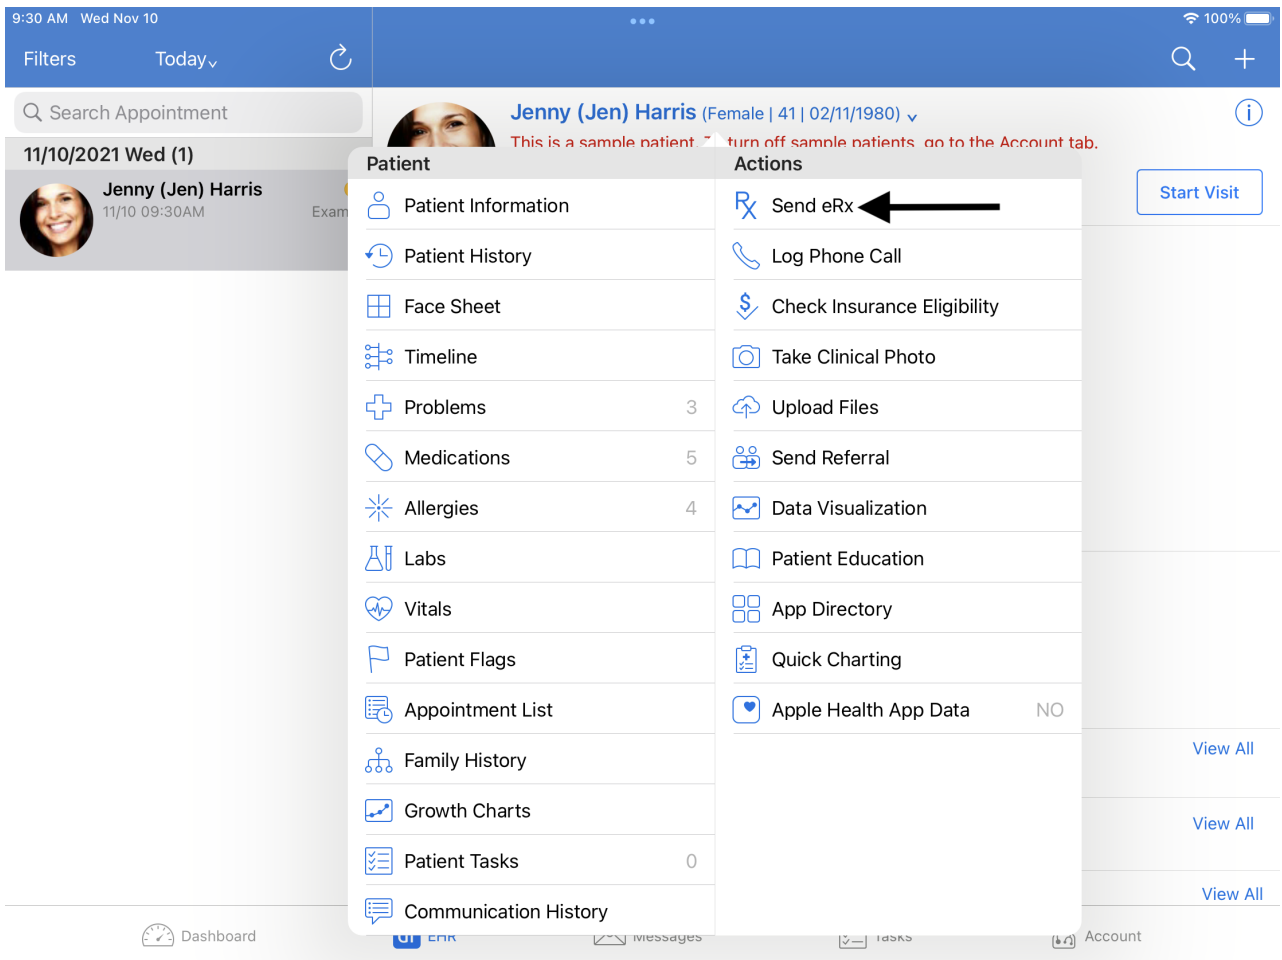 9:30 AM Wed Nov 10
100%
Filters
Today
Search Appointment
11/10/2021 Wed (1)
Jenny (Jen) Harris
11/10 09:30AM
Exam
Jenny (Jen) Harris (Female | 41 | 02/11/1980)
This is a sample patient. turn off sample patients, go to the Account tab.
Start Visit
Patient
Patient Information
Patient History
Face Sheet
Timeline
Problems 3
Medications 5
Allergies 4
Labs
Vitals
Patient Flags
Appointment List
Family History
Growth Charts
Patient Tasks 0
Communication History
Actions
Send eRx
Log Phone Call
Check Insurance Eligibility
Take Clinical Photo
Upload Files
Send Referral
Data Visualization
Patient Education
App Directory
Quick Charting
Apple Health App Data NO
View All
View All
View All
Dashboard
EHR
Messages
Tasks
Account